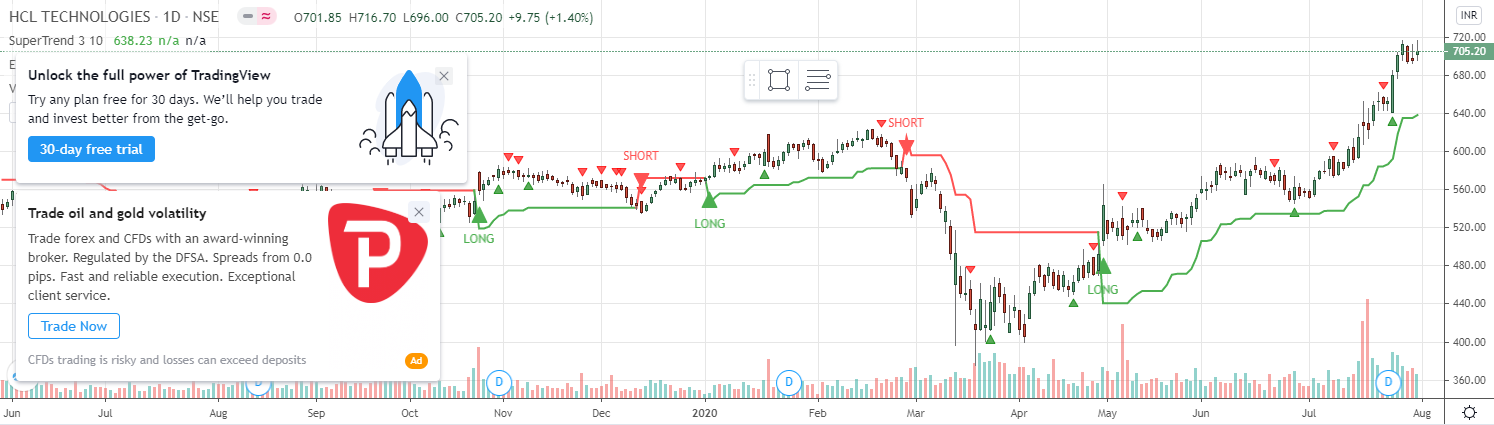 HCL TECHNOLOGIES · 1D · NSE O701.85 H716.70 L696.00 C705.20 +9.75 (+1.40%)
INR
SuperTrend 3 10 638.23 n/a n/a
Unlock the full power of TradingView
Try any plan free for 30 days. We'll help you trade
and invest better from the get-go.
30-day free trial
Trade oil and gold volatility
Trade forex and CFDs with an award-winning
broker. Regulated by the DFSA. Spreads from 0.0
pips. Fast and reliable execution. Exceptional
client service.
Trade Now
CFDs trading is risky and losses can exceed deposits
Ad
P
LONG
SHORT
LONG
SHORT
LONG
D
D
D
D
720.00
705.20
680.00
640.00
600.00
560.00
520.00
480.00
440.00
400.00
360.00
Jun Jul Aug Sep Oct Nov Dec 2020 Feb Mar Apr May Jun Jul Aug